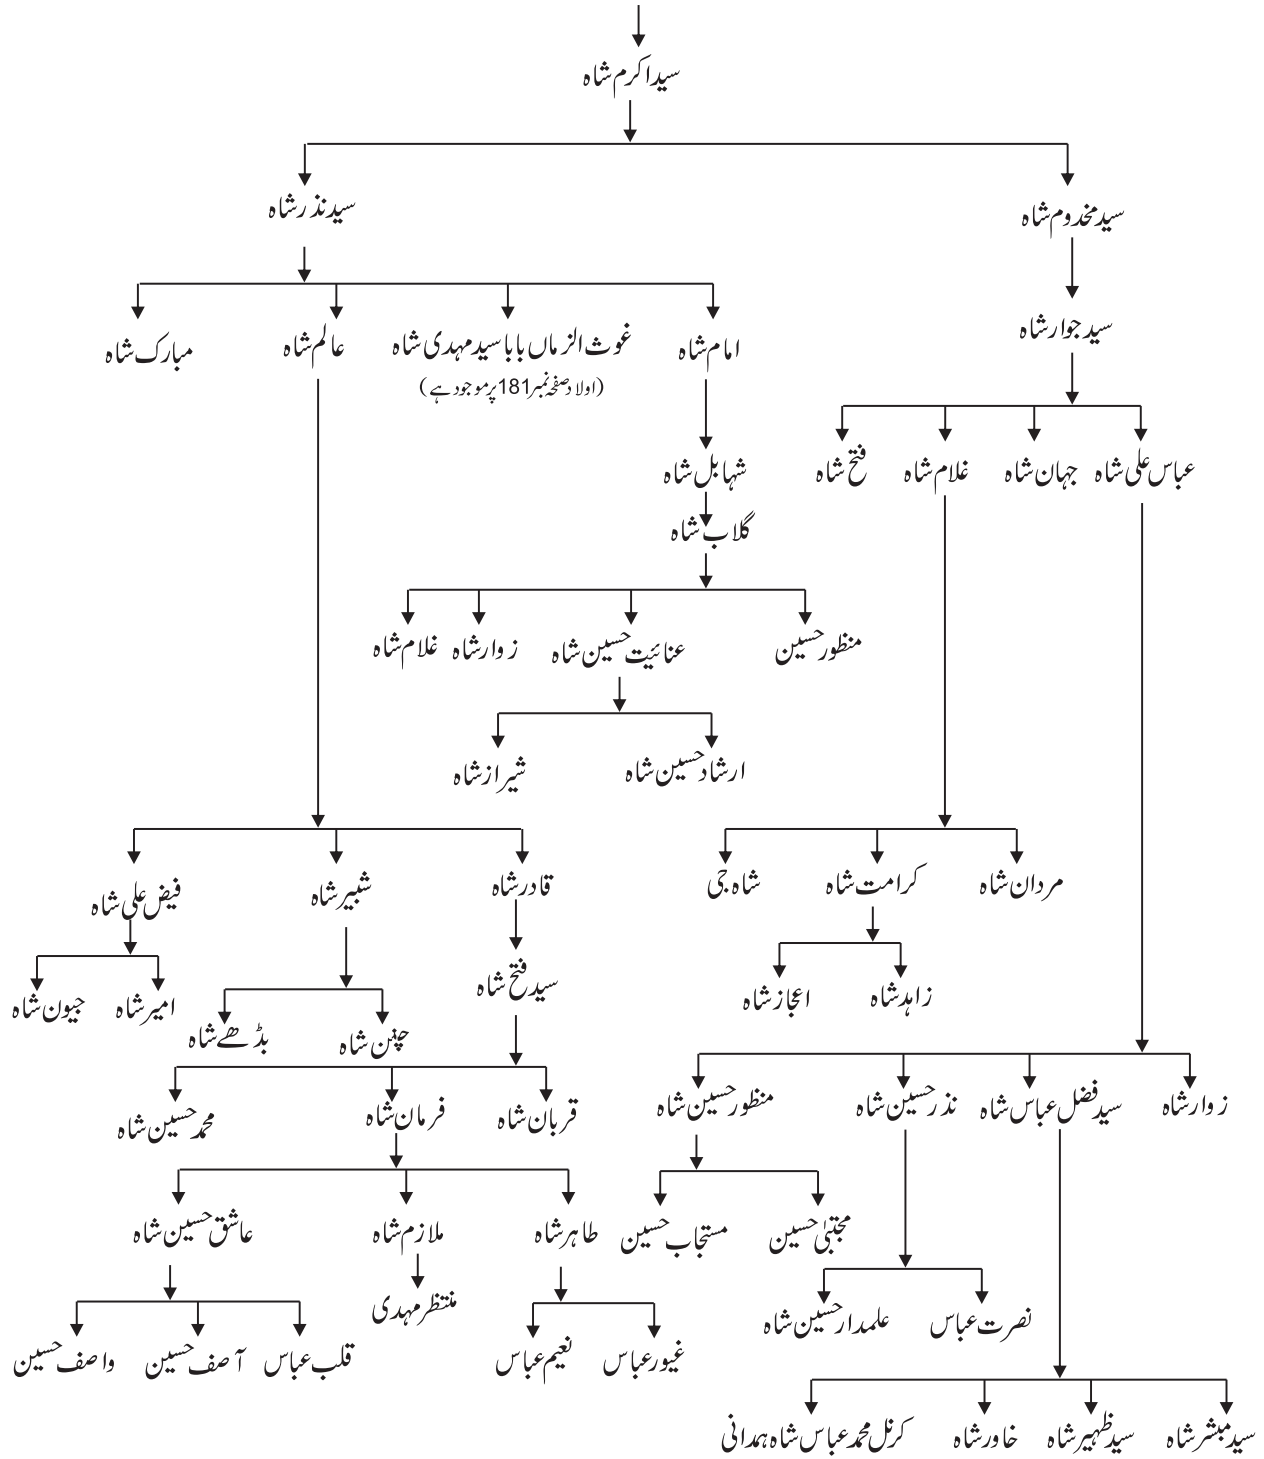 سید اکرم شاہ
سید مخدوم شاہ
سید نذر شاہ
سید جوار شاہ
امام شاہ
غوث الزماں بابا سید مہدی شاہ
(اولاد صفحہ نمبر 181 پر موجود ہے)
عالم شاہ
مبارک شاہ
عباس علی شاہ
جہان شاہ
غلام شاہ
فتح شاہ
شہابل شاہ
گلاب شاہ
منظور حسین
عنائیت حسین شاہ
زوار شاہ
غلام شاہ
ارشاد حسین شاہ
شیراز شاہ
مردان شاہ
کرامت شاہ
شاہ جی
قادر شاہ
شبیر شاہ
فیض علی شاہ
زاہد شاہ
اعجاز شاہ
سید فتح شاہ
چنن شاہ
بڈھے شاہ
امیر شاہ
جیون شاہ
زوار شاہ
سید فضل عباس شاہ
نذر حسین شاہ
منظور حسین شاہ
قربان شاہ
فرمان شاہ
محمد حسین شاہ
مجتبیٰ حسین
مستجاب حسین
طاہر شاہ
ملازم شاہ
عاشق حسین شاہ
نصرت عباس
علمدار حسین شاہ
منتظر مہدی
غیور عباس
نعیم عباس
قلب عباس
آصف حسین
واصف حسین
سید مبشر شاہ
سید ظہیر شاہ
خاور شاہ
کرنل محمد عباس شاہ ہمدانی